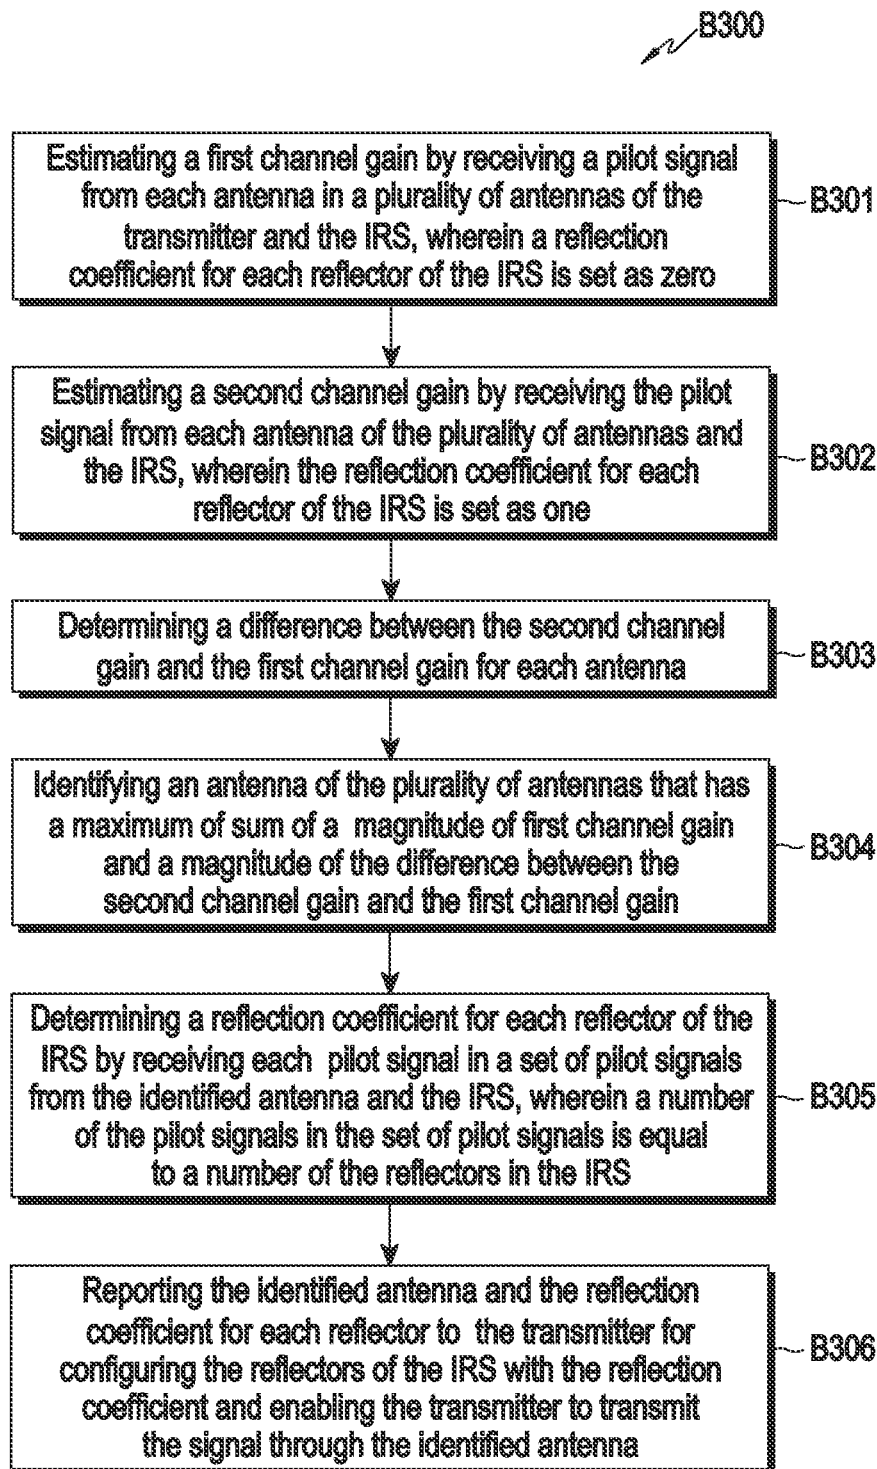 B300
Estimating a first channel gain by receiving a pilot signal
from each antenna in a plurality of antennas of the
transmitter and the IRS, wherein a reflection
coefficient for each reflector of the IRS is set as zero
B301
Estimating a second channel gain by receiving the pilot
signal from each antenna of the plurality of antennas and
the IRS, wherein the reflection coefficient for each
reflector of the IRS is set as one
B302
Determining a difference between the second channel
gain and the first channel gain for each antenna
B303
Identifying an antenna of the plurality of antennas that has
a maximum of sum of a magnitude of first channel gain
and a magnitude of the difference between the
second channel gain and the first channel gain
B304
Determining a reflection coefficient for each reflector of the
IRS by receiving each pilot signal in a set of pilot signals
from the identified antenna and the IRS, wherein a number
of the pilot signals in the set of pilot signals is equal
to a number of the reflectors in the IRS
B305
Reporting the identified antenna and the reflection
coefficient for each reflector to the transmitter for
configuring the reflectors of the IRS with the reflection
coefficient and enabling the transmitter to transmit
the signal through the identified antenna
B306